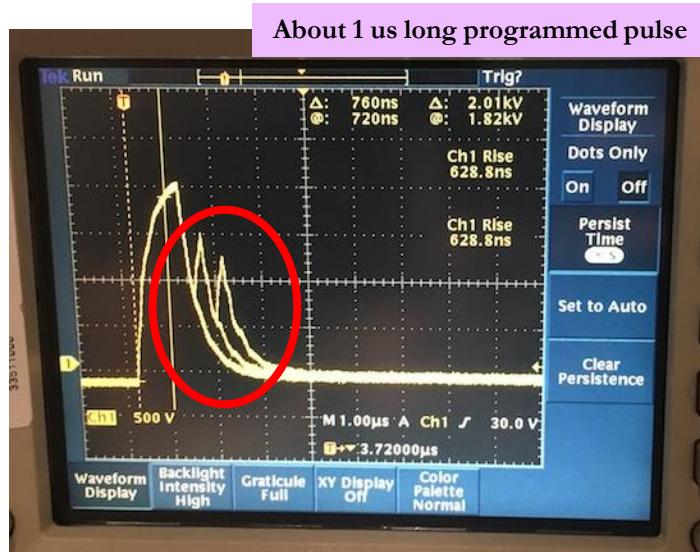 About 1 us long programmed pulse
Tek Run
Trig?
Δ: 760ns Δ: 2.01kV
@: 720ns @: 1.82kV
Ch1 Rise
628.8ns
Ch1 Rise
628.8ns
Waveform
Display
Dots Only
On Off
Persist
Time
Set to Auto
Clear
Persistence
T
1
Ch1 500 V
M 1.00µs A Ch1 ʃ 30.0 V
T→▼ 3.72000µs
Waveform
Display
Backlight
Intensity
High
Graticule
Full
XY Display
Off
Color
Palette
Normal